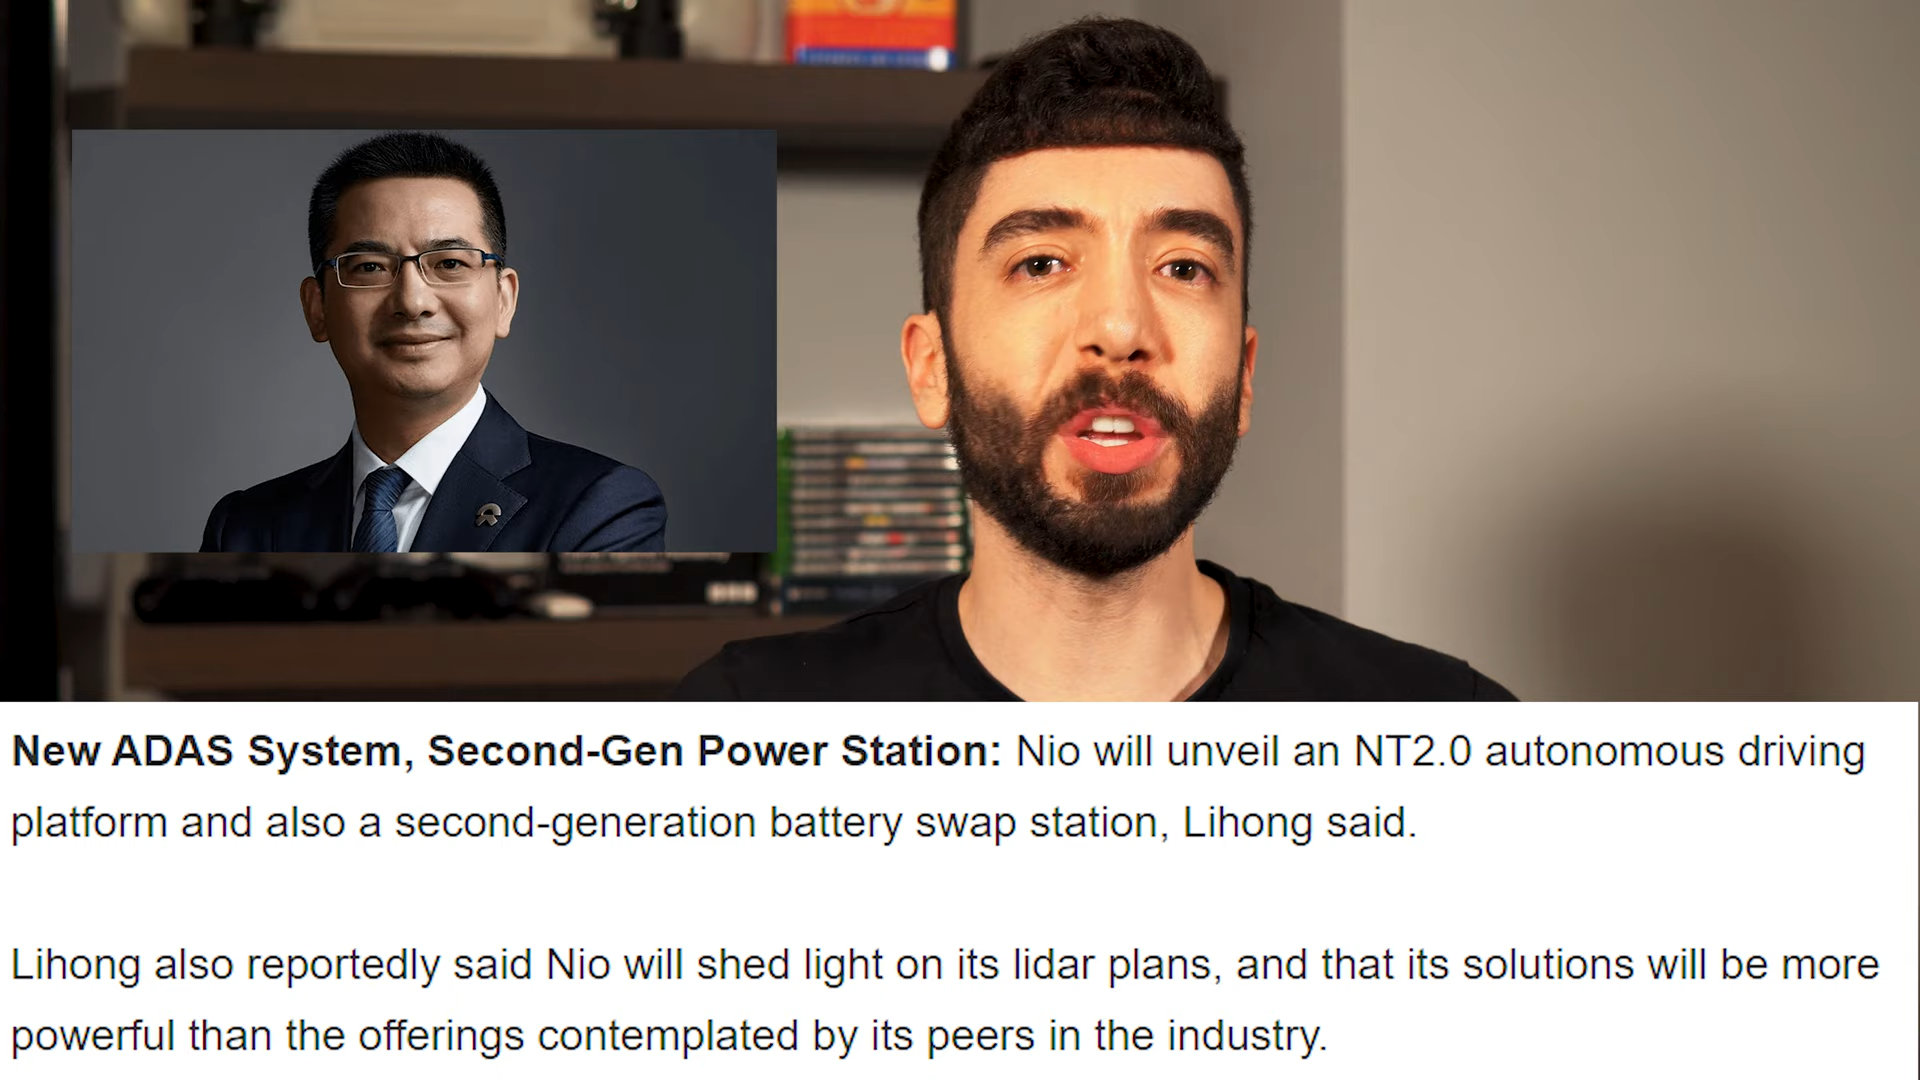 New ADAS System, Second-Gen Power Station: Nio will unveil an NT2.0 autonomous driving
platform and also a second-generation battery swap station, Lihong said.
Lihong also reportedly said Nio will shed light on its lidar plans, and that its solutions will be more
powerful than the offerings contemplated by its peers in the industry.